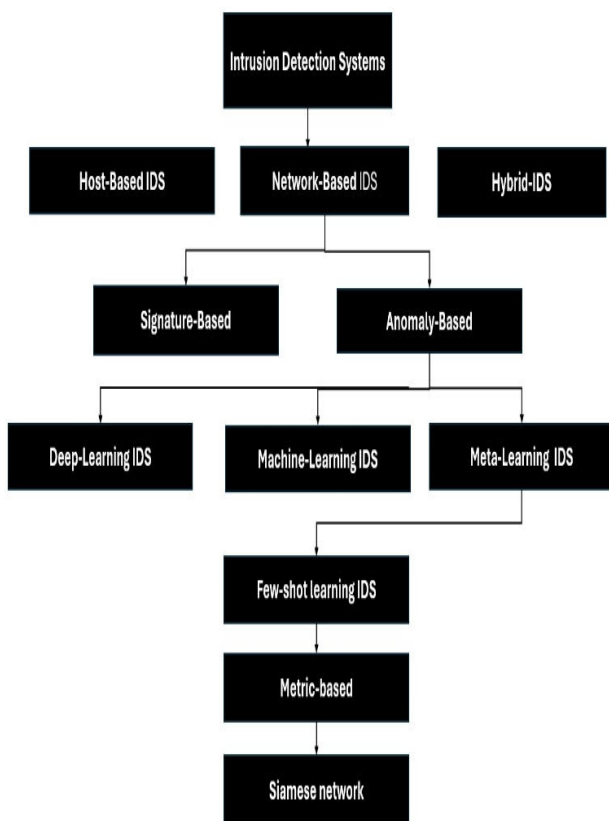 Intrusion Detection Systems
Host-Based IDS
Network-Based IDS
Hybrid-IDS
Signature-Based
Anomaly-Based
Deep-Learning IDS
Machine-Learning IDS
Meta-Learning IDS
Few-shot learning IDS
Metric-based
Siamese network